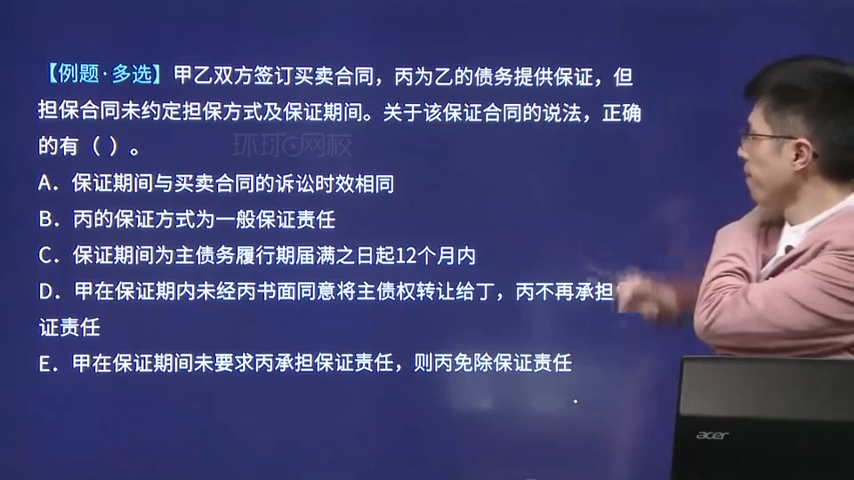 【例题·多选】甲乙双方签订买卖合同，丙为乙的债务提供保证，但
担保合同未约定担保方式及保证期间。关于该保证合同的说法，正确
的有（ ）。
环球网校
A．保证期间与买卖合同的诉讼时效相同
B．丙的保证方式为一般保证责任
C．保证期间为主债务履行期届满之日起12个月内
D．甲在保证期内未经丙书面同意将主债权转让给丁，丙不再承担
证责任
E．甲在保证期间未要求丙承担保证责任，则丙免除保证责任
acer